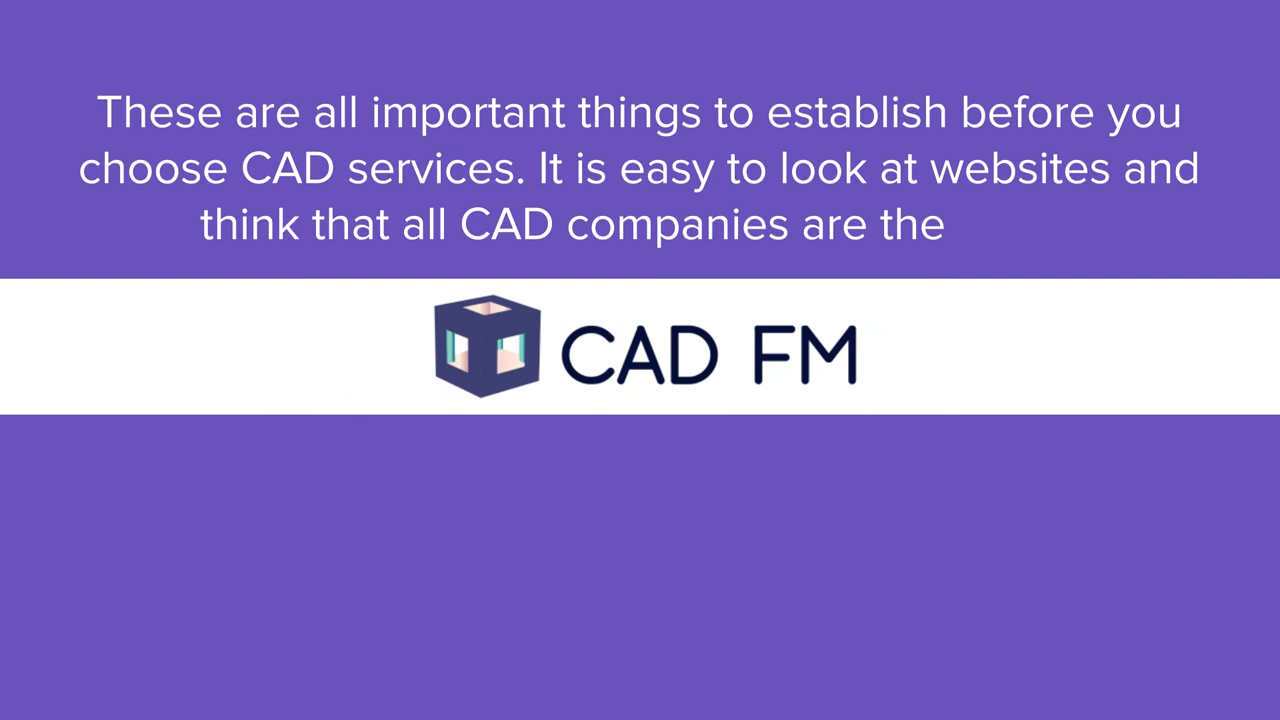 These are all important things to establish before you
choose CAD services. It is easy to look at websites and
think that all CAD companies are the
CAD FM